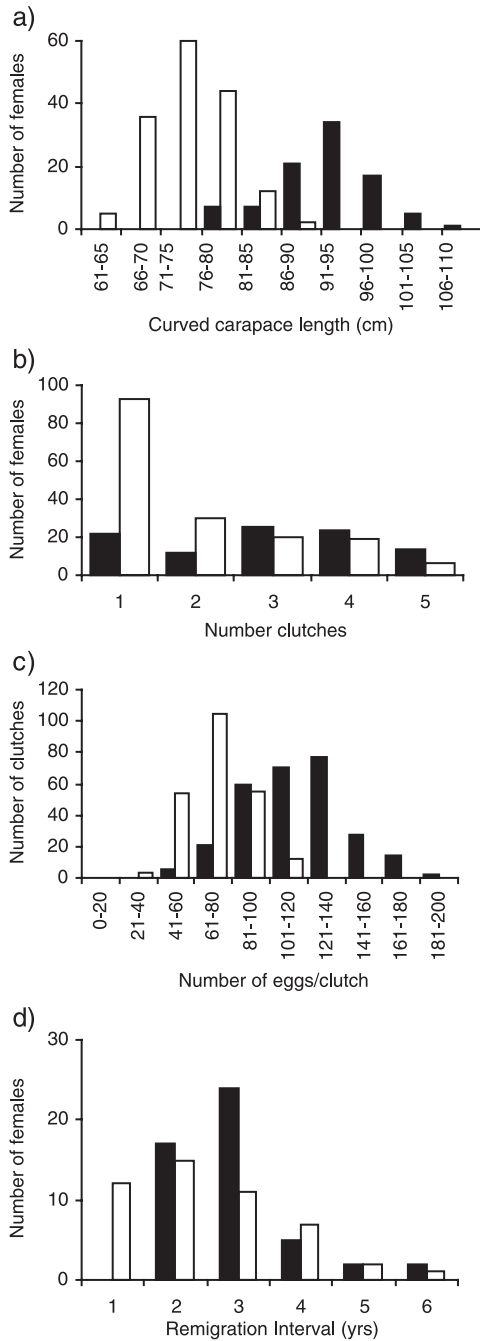 a)
60
40
20
0
Number of females
61-65
66-70
71-75
76-80
81-85
86-90
91-95
96-100
101-105
106-110
Curved carapace length (cm)
b)
100
80
60
40
20
0
Number of females
1 2 3 4 5
Number clutches
c)
120
100
80
60
40
20
0
Number of clutches
0-20
21-40
41-60
61-80
81-100
101-120
121-140
141-160
161-180
181-200
Number of eggs/clutch
d)
30
20
10
0
Number of females
1 2 3 4 5 6
Remigration Interval (yrs)